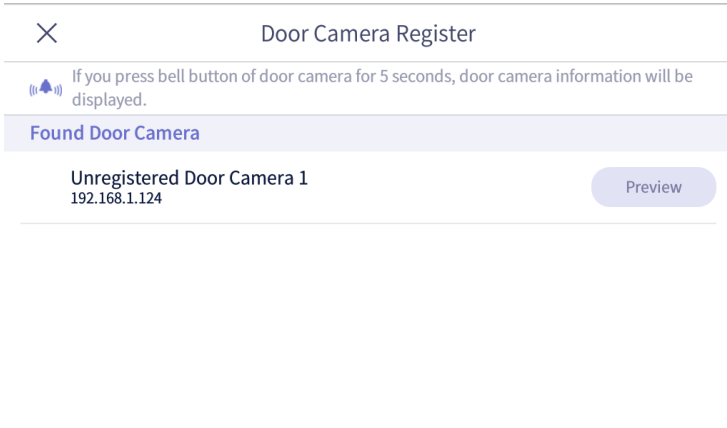 Door Camera Register
If you press bell button of door camera for 5 seconds, door camera information will be
displayed.
Found Door Camera
Unregistered Door Camera 1
192.168.1.124
Preview